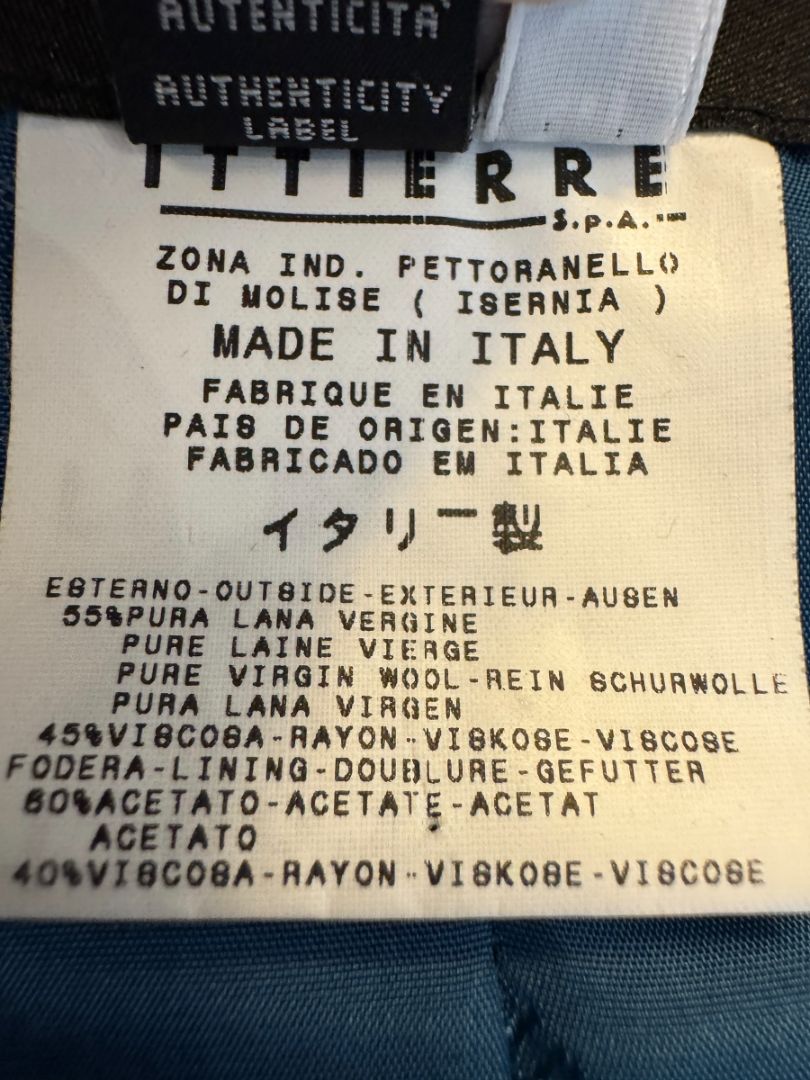 AUTENTICITA'
AUTHENTICITY
LABEL
ITTIERRE
S.p.A.
ZONA IND. PETTORANELLO
DI MOLISE ( ISERNIA )
MADE IN ITALY
FABRIQUE EN ITALIE
PAIS DE ORIGEN:ITALIE
FABRICADO EM ITALIA
イタリー製
ESTERNO-OUTSIDE-EXTERIEUR-AUSEN
55%PURA LANA VERGINE
PURE LAINE VIERGE
PURE VIRGIN WOOL-REIN SCHURWOLLE
PURA LANA VIRGEN
45%VISCOSA-RAYON-VISKOSE-VISCOSE
FODERA-LINING-DOUBLURE-GEFUTTER
60%ACETATO-ACETATE-ACETAT
ACETATO
40%VISCOSA-RAYON-VISKOSE-VISCOSE